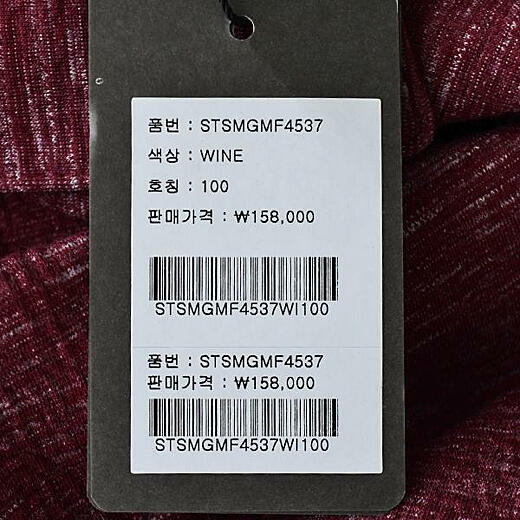 품번 : STSMGMF4537
색상 : WINE
호칭 : 100
판매가격 : ₩158,000
STSMGMF4537WI100
품번 : STSMGMF4537
판매가격 : ₩158,000
STSMGMF4537WI100